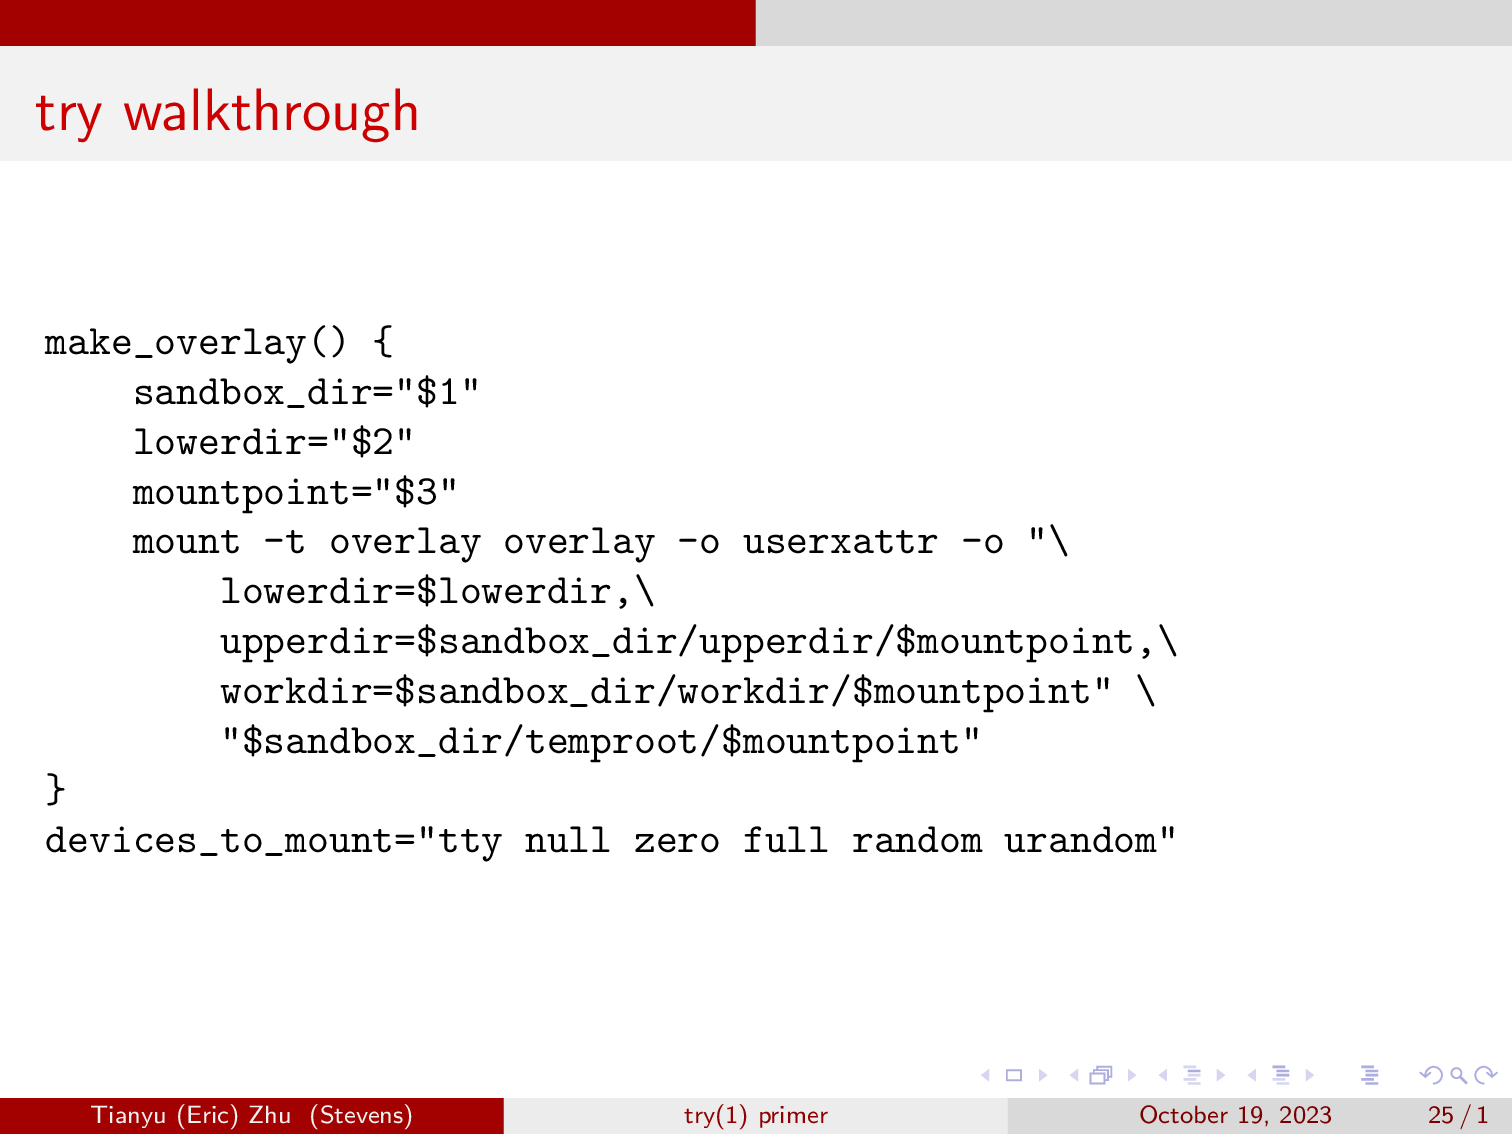 try walkthrough
make_overlay() {
    sandbox_dir="$1"
    lowerdir="$2"
    mountpoint="$3"
    mount -t overlay overlay -o userxattr -o "\
        lowerdir=$lowerdir,\
        upperdir=$sandbox_dir/upperdir/$mountpoint,\
        workdir=$sandbox_dir/workdir/$mountpoint" \
        "$sandbox_dir/temproot/$mountpoint"
}
devices_to_mount="tty null zero full random urandom"
Tianyu (Eric) Zhu (Stevens) try(1) primer October 19, 2023 25 / 1